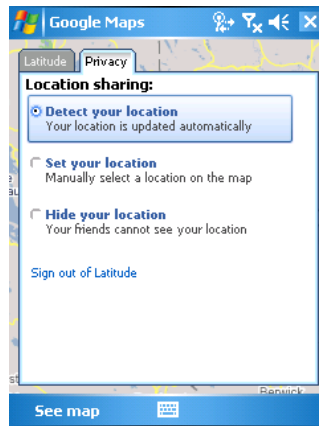 Google Maps
Latitude
Privacy
Location sharing:
Detect your location
Your location is updated automatically
Set your location
Manually select a location on the map
Hide your location
Your friends cannot see your location
Sign out of Latitude
Berwick
See map